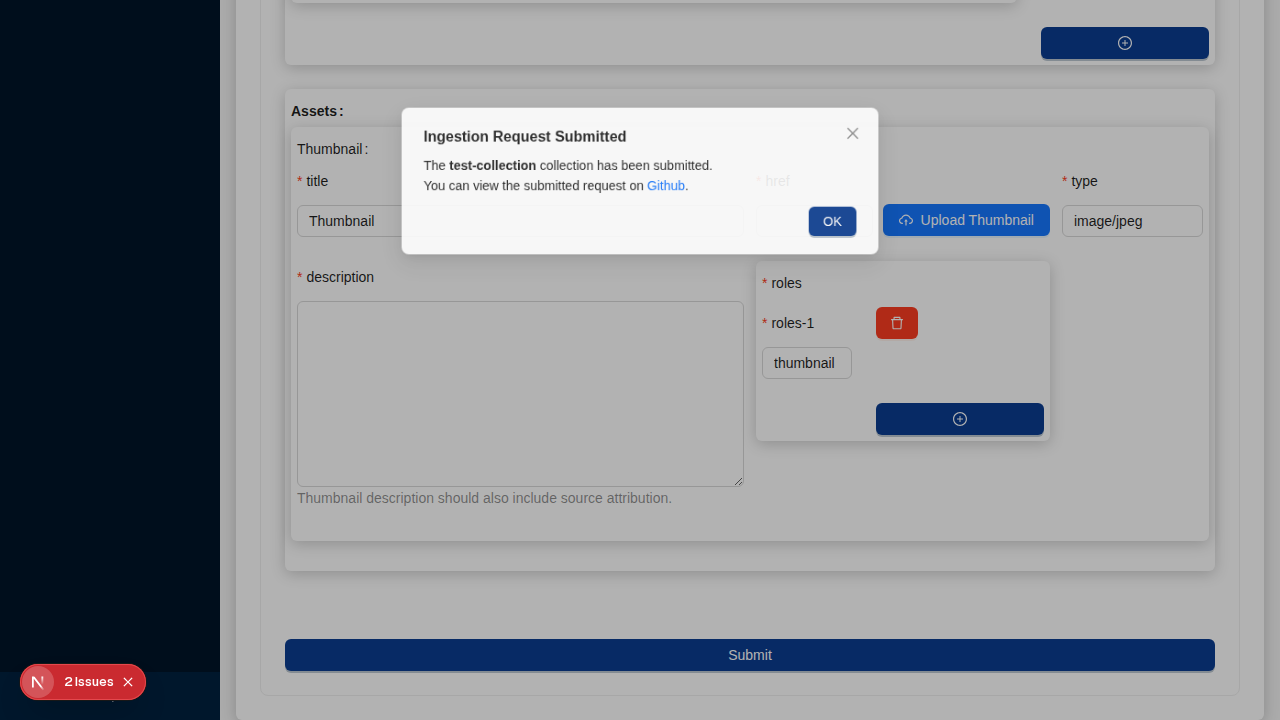 Assets :
Ingestion Request Submitted
The test-collection collection has been submitted.
You can view the submitted request on Github.
OK
Thumbnail :
* title
* href
* type
Thumbnail
Upload Thumbnail
image/jpeg
* description
* roles
* roles-1
thumbnail
Thumbnail description should also include source attribution.
Submit
N 2 Issues